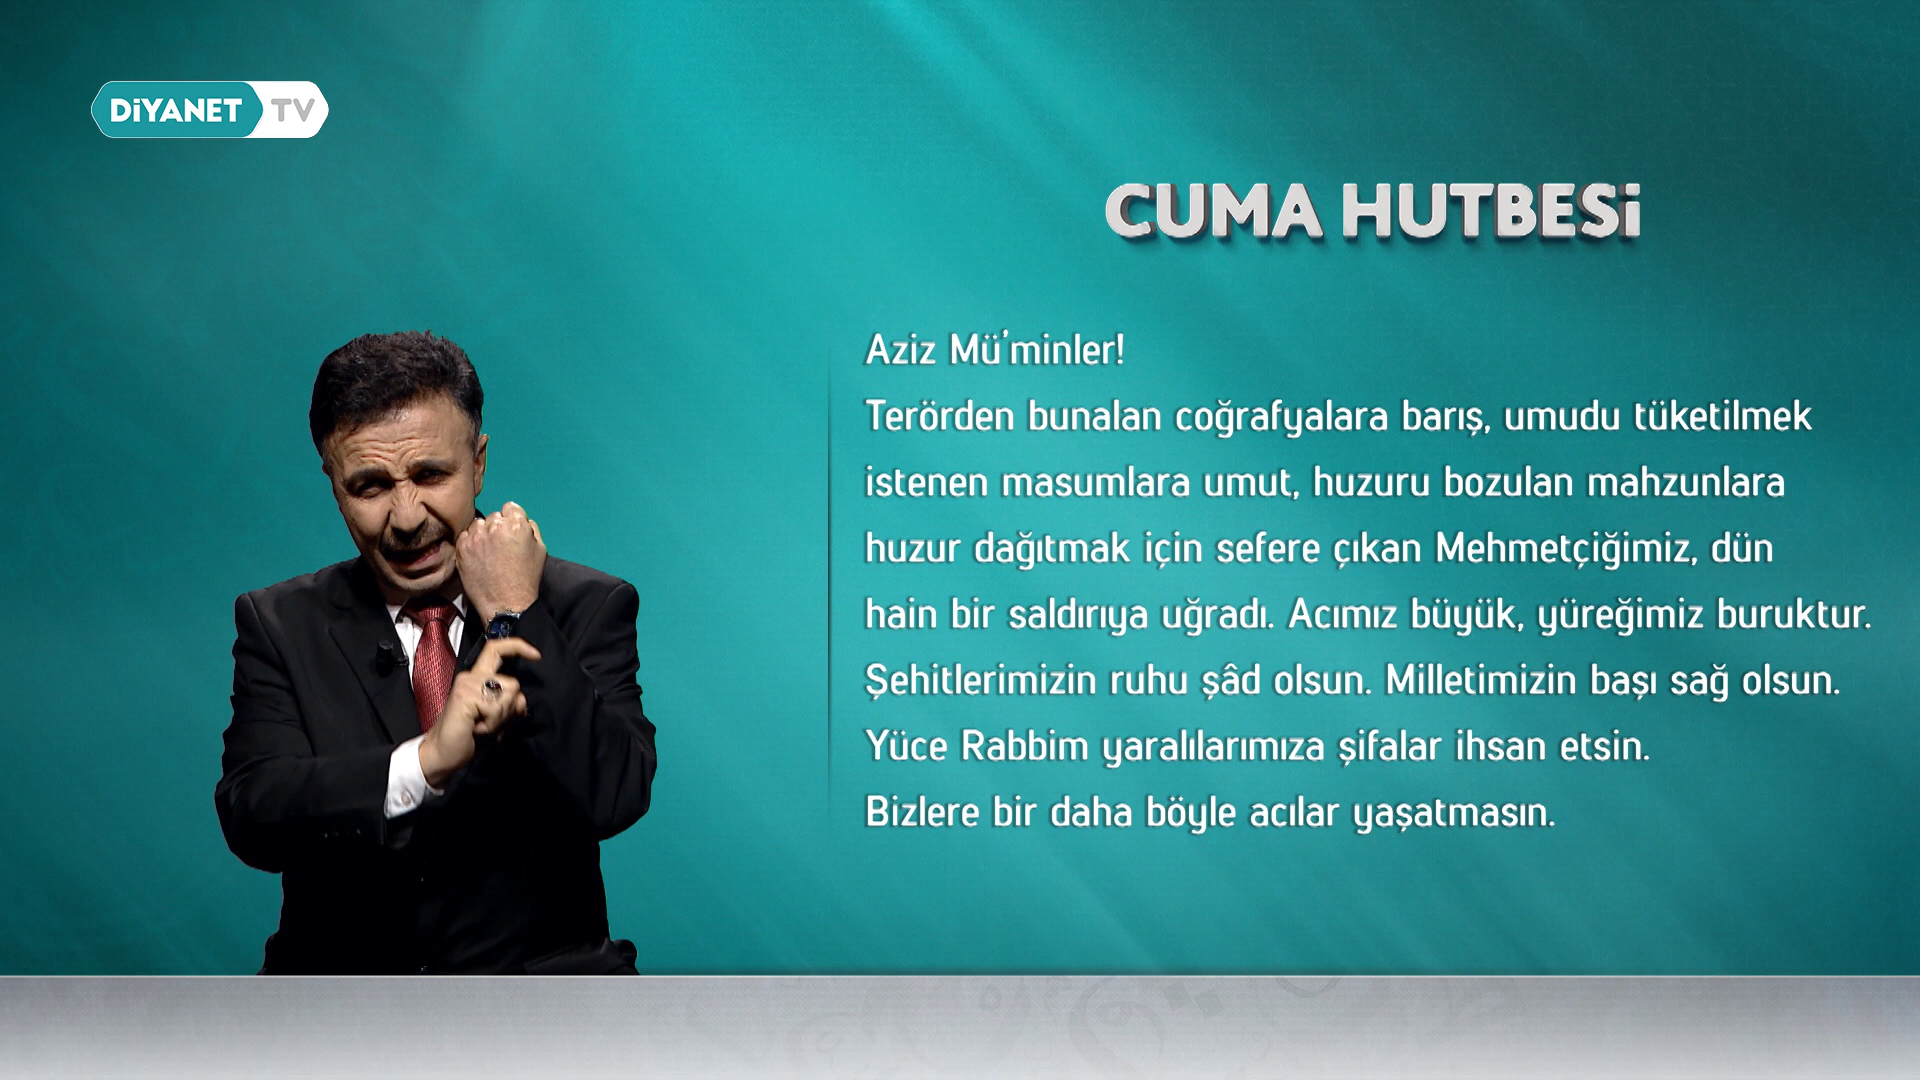 DiYANET TV
CUMA HUTBESi
Aziz Mü'minler!
Terörden bunalan coğrafyalara barış, umudu tüketilmek
istenen masumlara umut, huzuru bozulan mahzunlara
huzur dağıtmak için sefere çıkan Mehmetçiğimiz, dün
hain bir saldırıya uğradı. Acımız büyük, yüreğimiz buruktur.
Şehitlerimizin ruhu şâd olsun. Milletimizin başı sağ olsun.
Yüce Rabbim yaralılarımıza şifalar ihsan etsin.
Bizlere bir daha böyle acılar yaşatmasın.